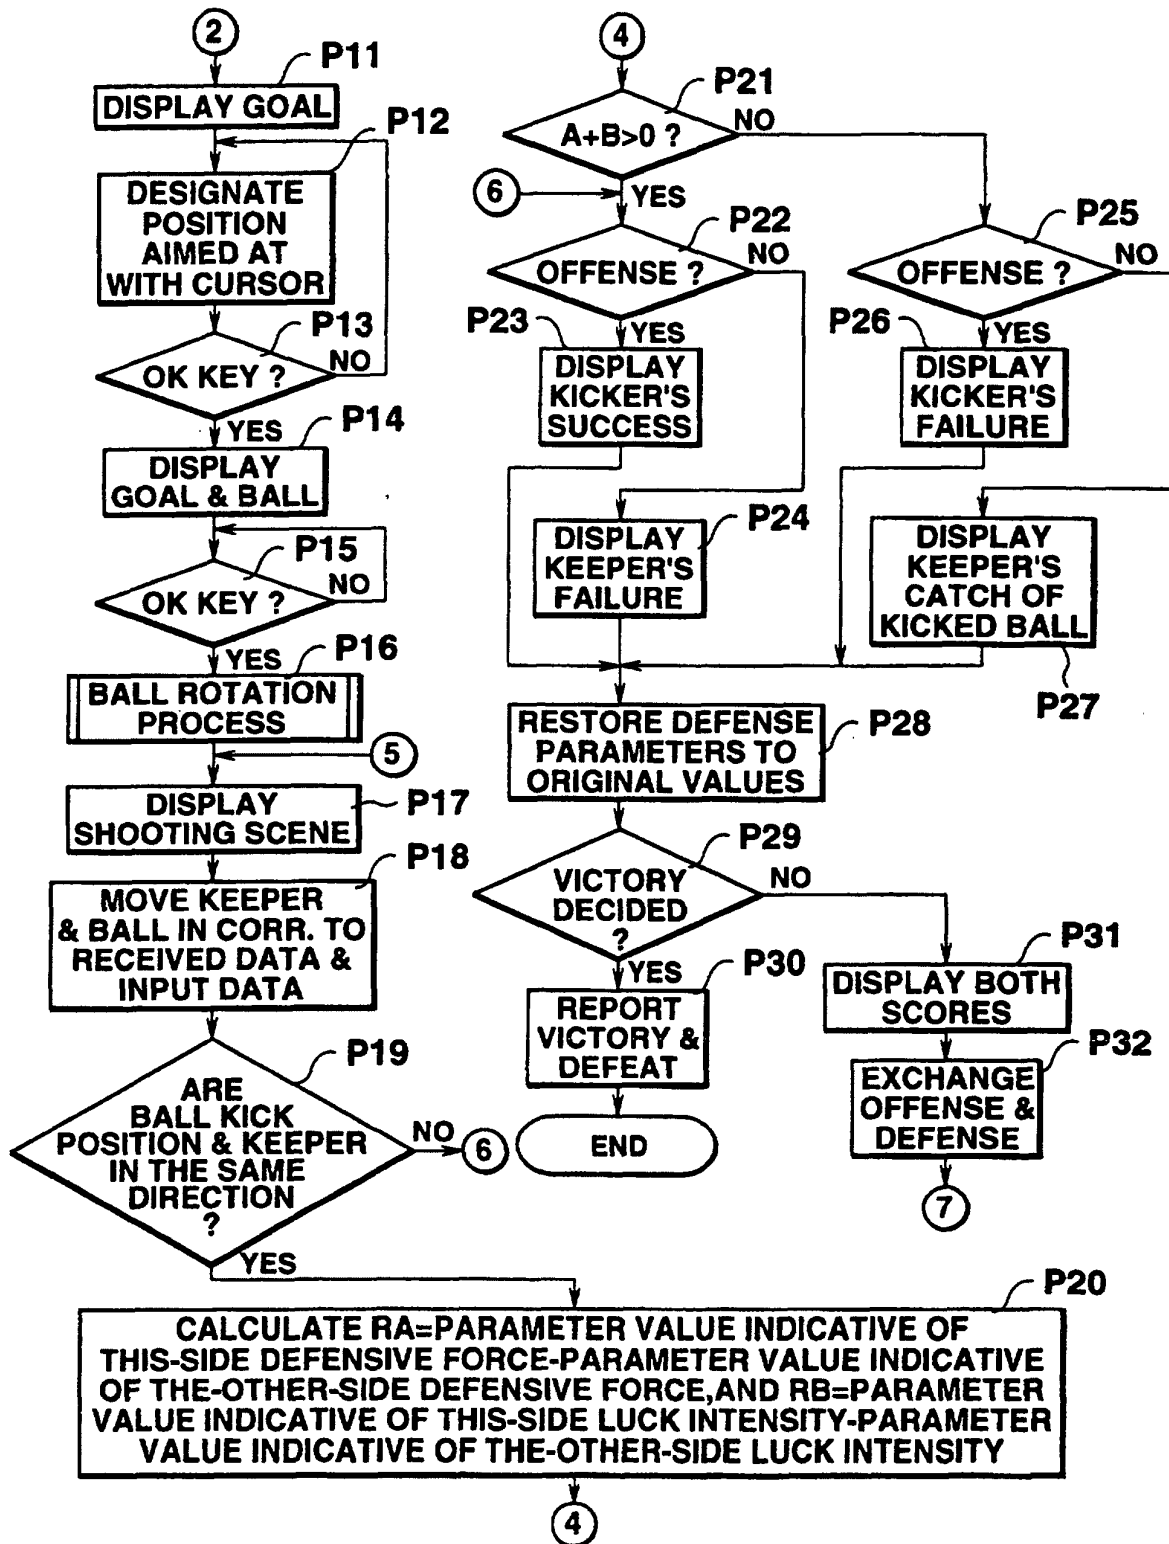 2
P11
DISPLAY GOAL
P12
DESIGNATE
POSITION
AIMED AT
WITH CURSOR
P13
OK KEY ?
NO
YES
P14
DISPLAY
GOAL & BALL
P15
OK KEY ?
NO
YES
P16
BALL ROTATION
PROCESS
5
P17
DISPLAY
SHOOTING SCENE
P18
MOVE KEEPER
& BALL IN CORR. TO
RECEIVED DATA &
INPUT DATA
P19
ARE
BALL KICK
POSITION & KEEPER
IN THE SAME
DIRECTION
?
NO
6
YES
P20
CALCULATE RA=PARAMETER VALUE INDICATIVE OF
THIS-SIDE DEFENSIVE FORCE-PARAMETER VALUE INDICATIVE
OF THE-OTHER-SIDE DEFENSIVE FORCE,AND RB=PARAMETER
VALUE INDICATIVE OF THIS-SIDE LUCK INTENSITY-PARAMETER
VALUE INDICATIVE OF THE-OTHER-SIDE LUCK INTENSITY
4
4
P21
A+B>0 ?
NO
6
YES
P22
OFFENSE ?
NO
P23
YES
DISPLAY
KICKER'S
SUCCESS
P24
DISPLAY
KEEPER'S
FAILURE
P25
OFFENSE ?
NO
P26
YES
DISPLAY
KICKER'S
FAILURE
DISPLAY
KEEPER'S
CATCH OF
KICKED BALL
P27
RESTORE DEFENSE
PARAMETERS TO
ORIGINAL VALUES
P28
P29
VICTORY
DECIDED
?
NO
YES
P30
REPORT
VICTORY &
DEFEAT
END
P31
DISPLAY BOTH
SCORES
P32
EXCHANGE
OFFENSE &
DEFENSE
7